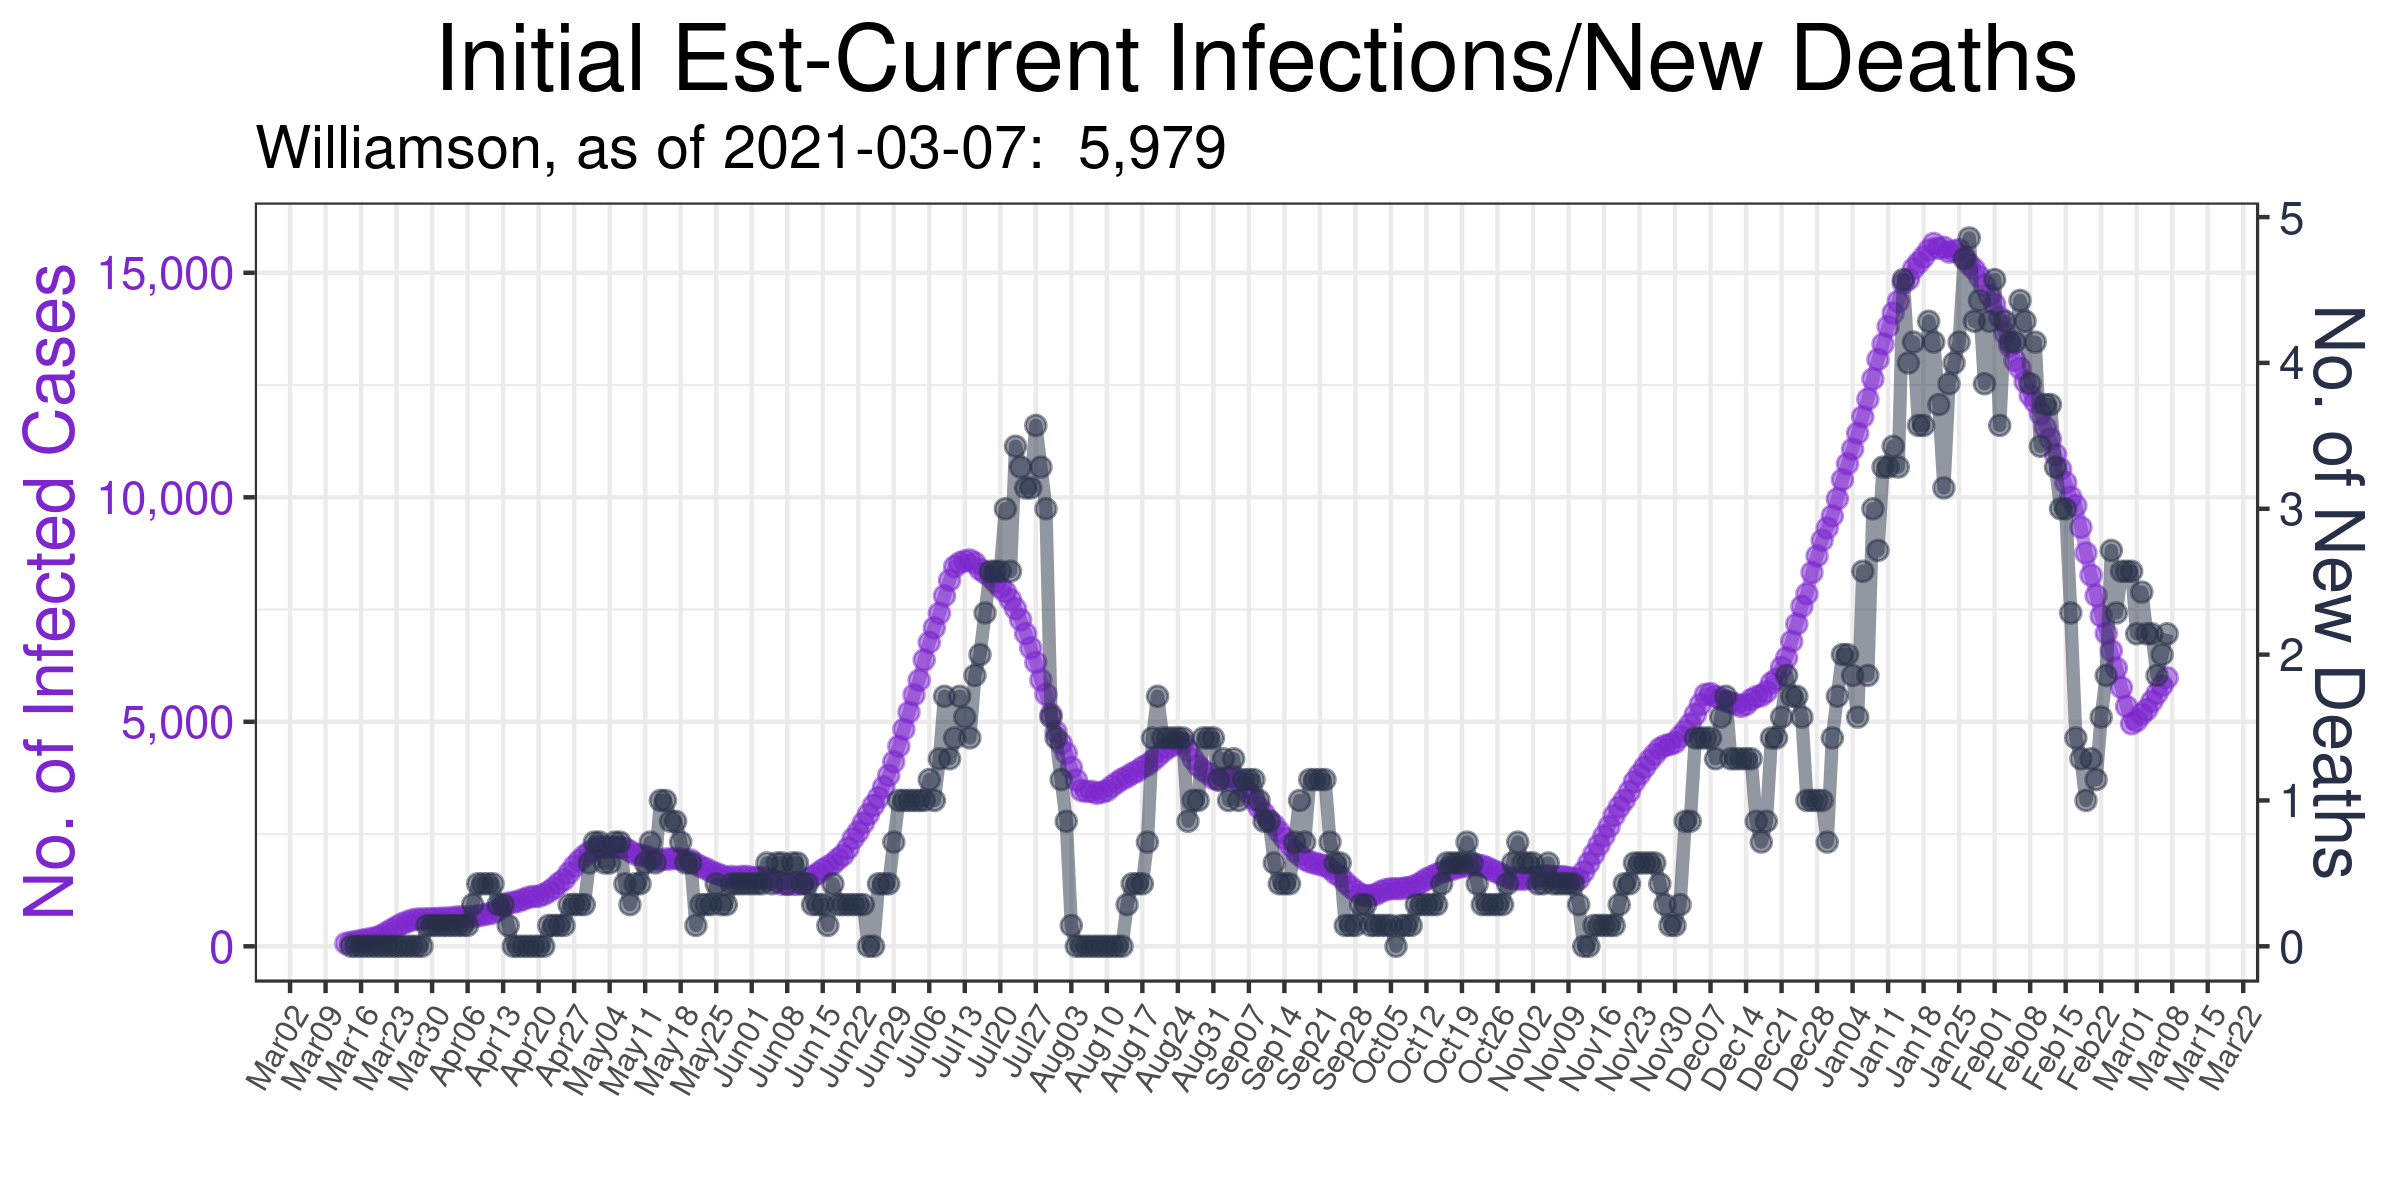 Initial Est-Current Infections/New Deaths
Williamson, as of 2021-03-07:  5,979
No. of Infected Cases
15,000
10,000
5,000
0
5
4
3
2
1
0
No. of New Deaths
Mar02
Mar09
Mar16
Mar23
Mar30
Apr06
Apr13
Apr20
Apr27
May04
May11
May18
May25
Jun01
Jun08
Jun15
Jun22
Jun29
Jul06
Jul13
Jul20
Jul27
Aug03
Aug10
Aug17
Aug24
Aug31
Sep07
Sep14
Sep21
Sep28
Oct05
Oct12
Oct19
Oct26
Nov02
Nov09
Nov16
Nov23
Nov30
Dec07
Dec14
Dec21
Dec28
Dec04
Jan11
Jan18
Jan18
Jan25
Feb01
Feb08
Feb08
Feb15
Feb22
Mar01
Mar08
Mar15
Mar22